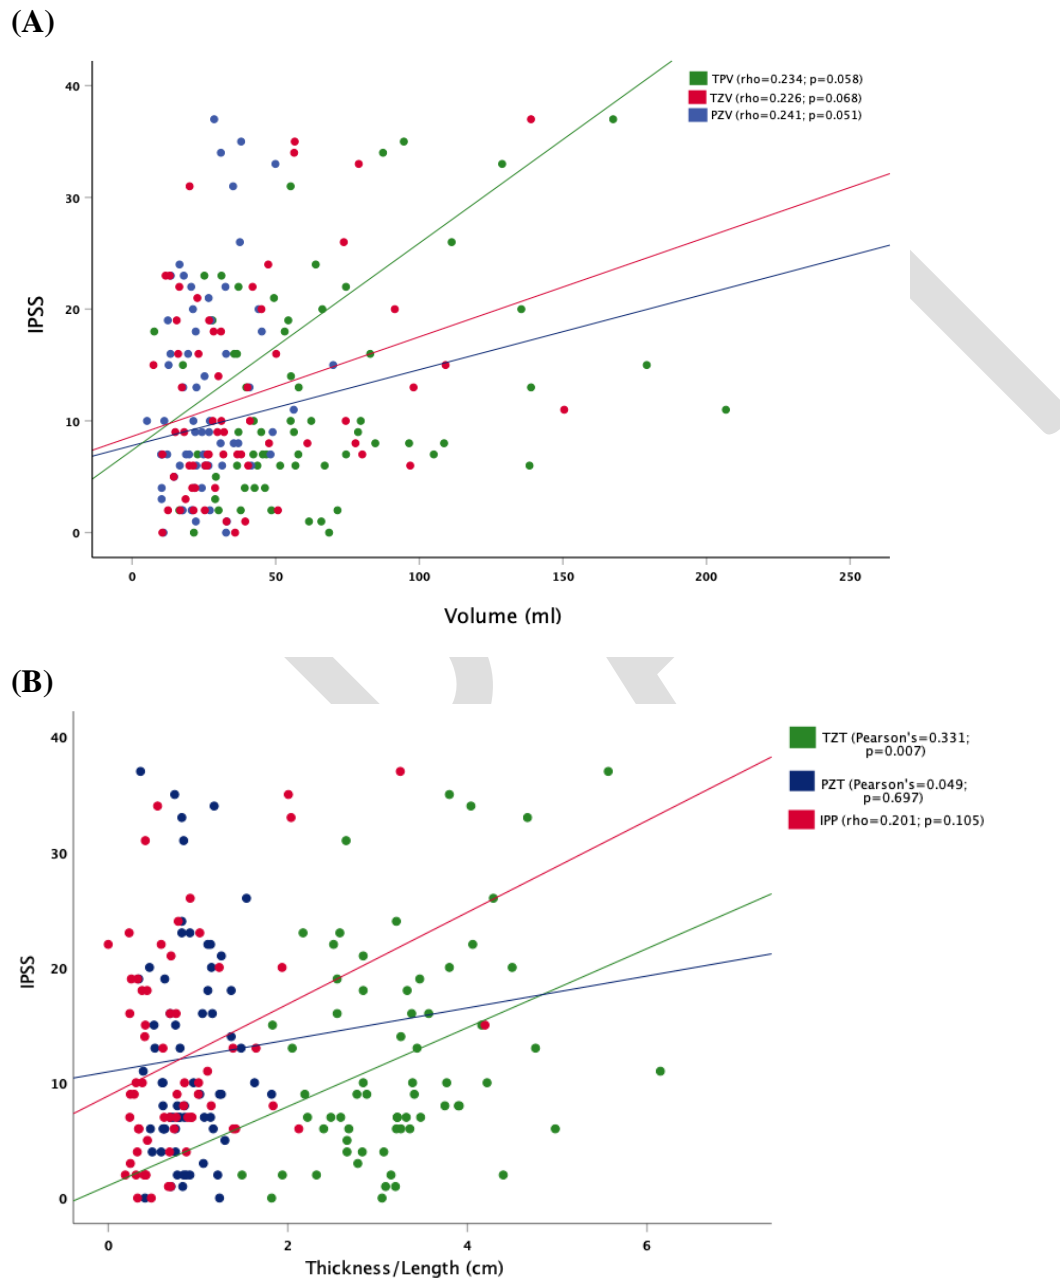 (A)
TPV (rho=0.234; p=0.058)
TZV (rho=0.226; p=0.068)
PZV (rho=0.241; p=0.051)
40
30
20
10
0
IPSS
0 50 100 150 200 250
Volume (ml)
(B)
TZT (Pearson's=0.331;
p=0.007)
PZT (Pearson's=0.049;
p=0.697)
IPP (rho=0.201; p=0.105)
40
30
20
10
0
IPSS
0 2 4 6
Thickness/Length (cm)